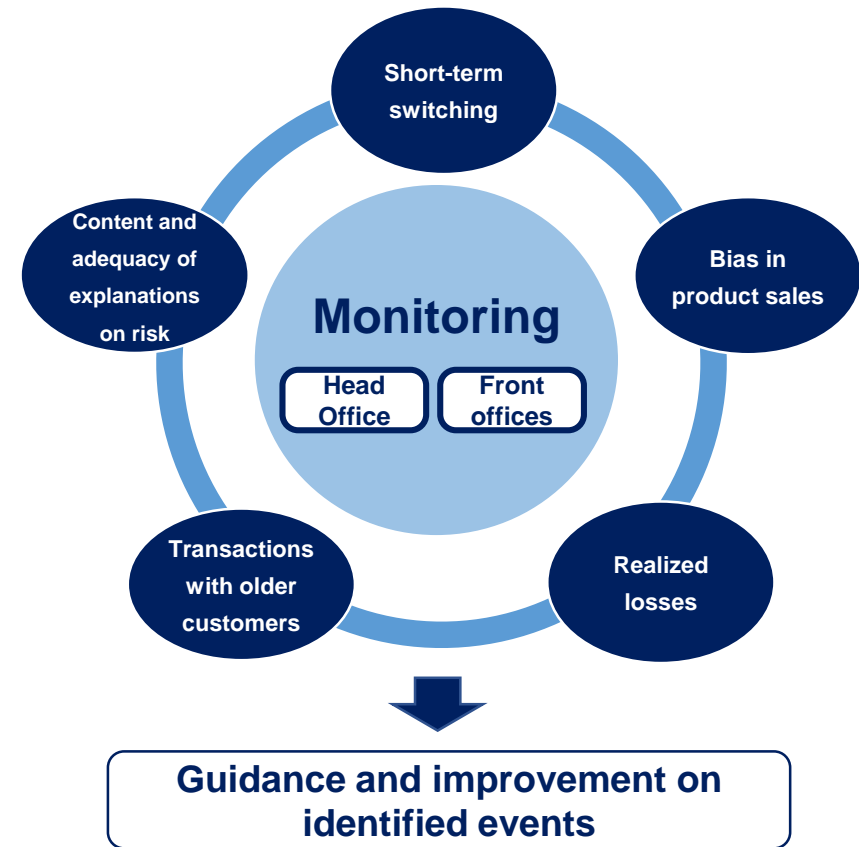 Short-term
switching
Content and
adequacy of
explanations
on risk
Bias in
product sales
Monitoring
Head
Office
Front
offices
Transactions
with older
customers
Realized
losses
Guidance and improvement on
identified events